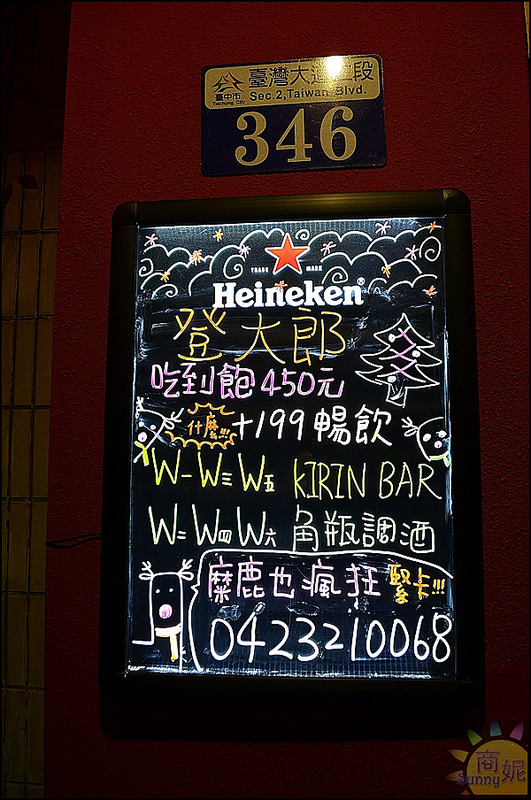 臺灣大道二段
臺中市
Taichung City
Sec.2,Taiwan Blvd.
346
TRADE MARK
Heineken®
登大郎
吃到飽450元
什麼!!! +199暢飲
W一W三W五 KIRIN BAR
W二W四W六 角瓶調酒
糜鹿也瘋狂 緊卡!!!
0423210068
商妮
Sunny